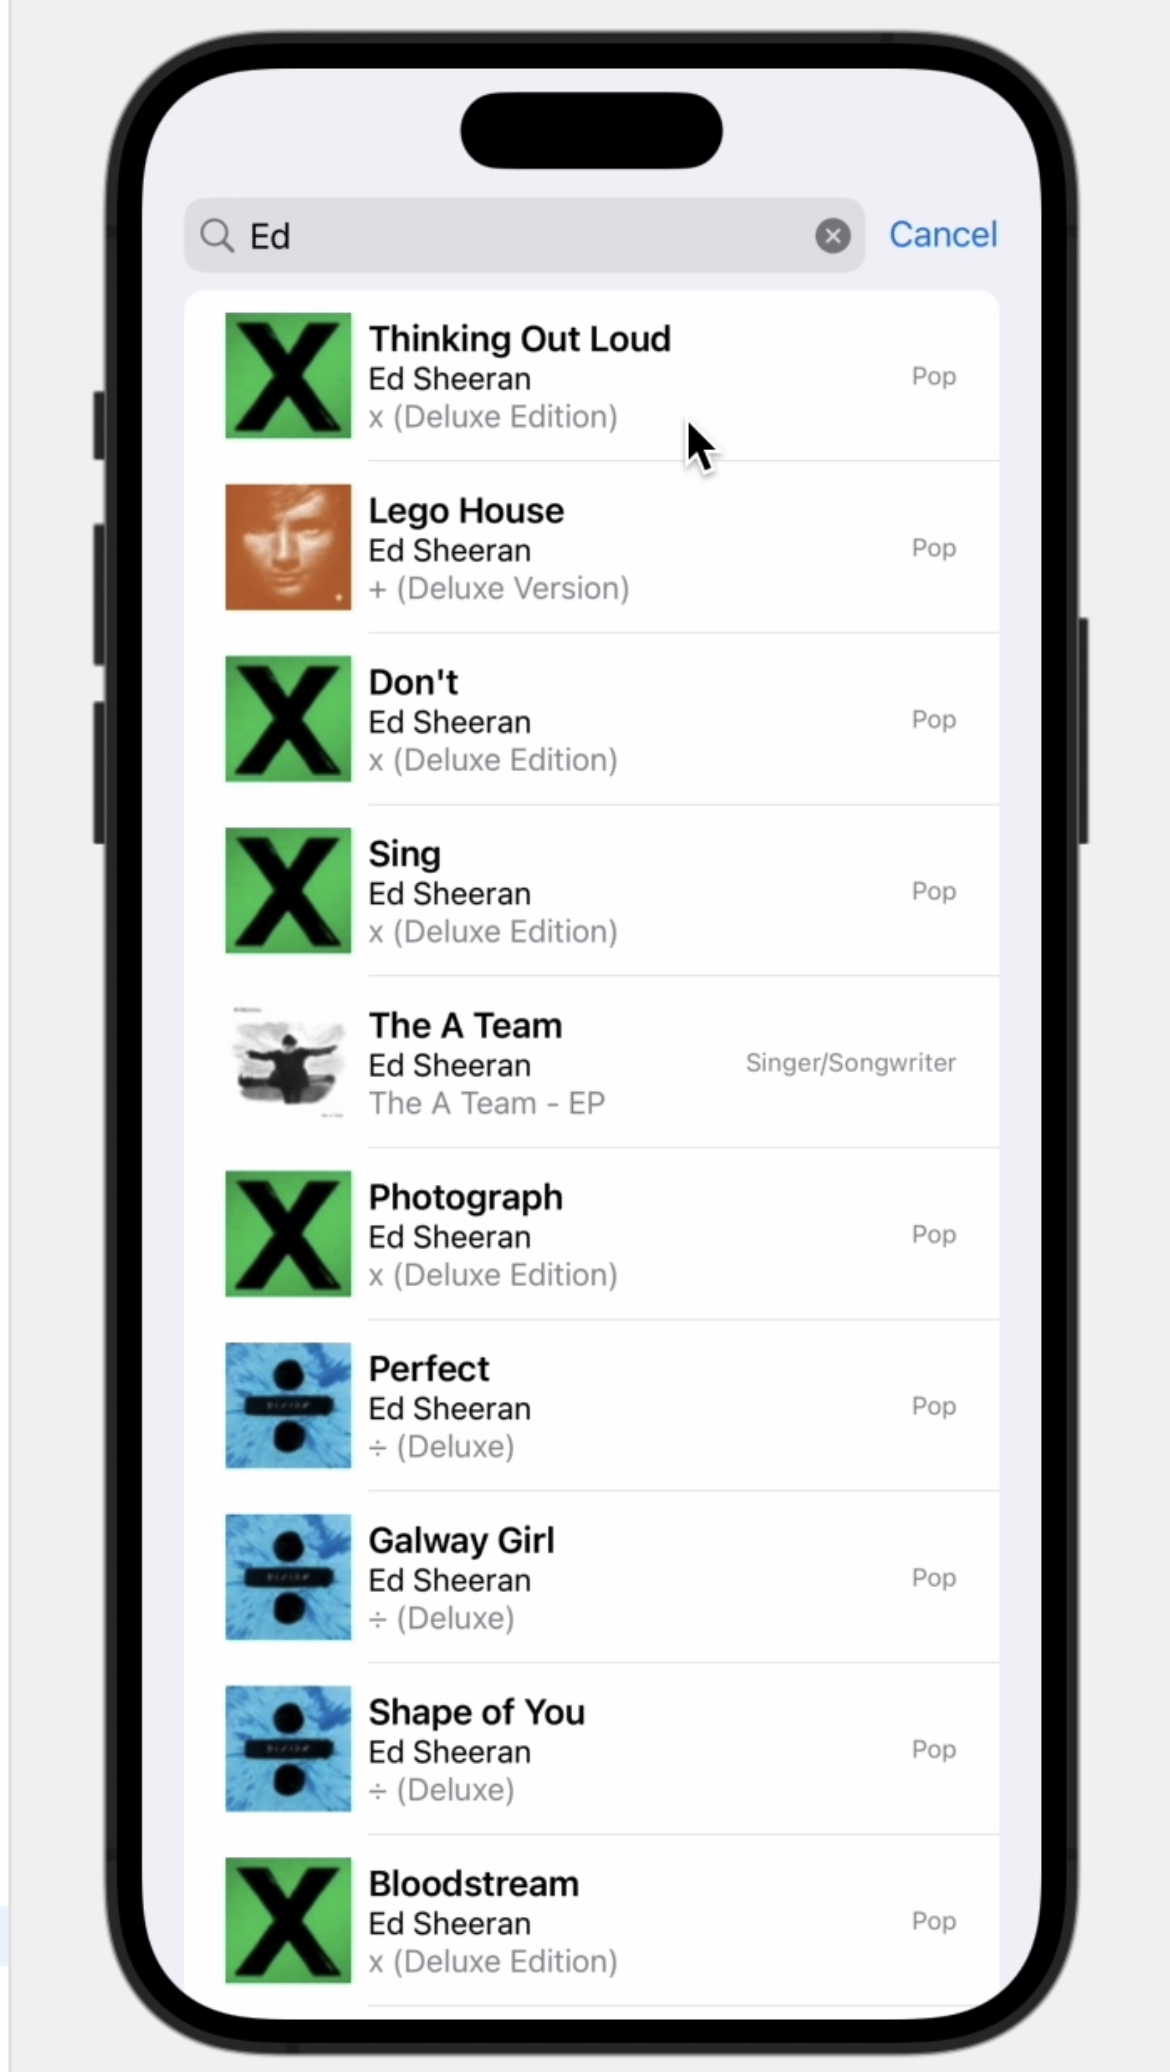 Ed
Cancel
Thinking Out Loud
Ed Sheeran
Pop
x (Deluxe Edition)
Lego House
Ed Sheeran
Pop
+ (Deluxe Version)
Don't
Ed Sheeran
Pop
x (Deluxe Edition)
Sing
Ed Sheeran
Pop
x (Deluxe Edition)
The A Team
Ed Sheeran
Singer/Songwriter
The A Team - EP
Photograph
Ed Sheeran
Pop
x (Deluxe Edition)
Perfect
Ed Sheeran
Pop
÷ (Deluxe)
Galway Girl
Ed Sheeran
Pop
÷ (Deluxe)
Shape of You
Ed Sheeran
Pop
÷ (Deluxe)
Bloodstream
Ed Sheeran
Pop
x (Deluxe Edition)